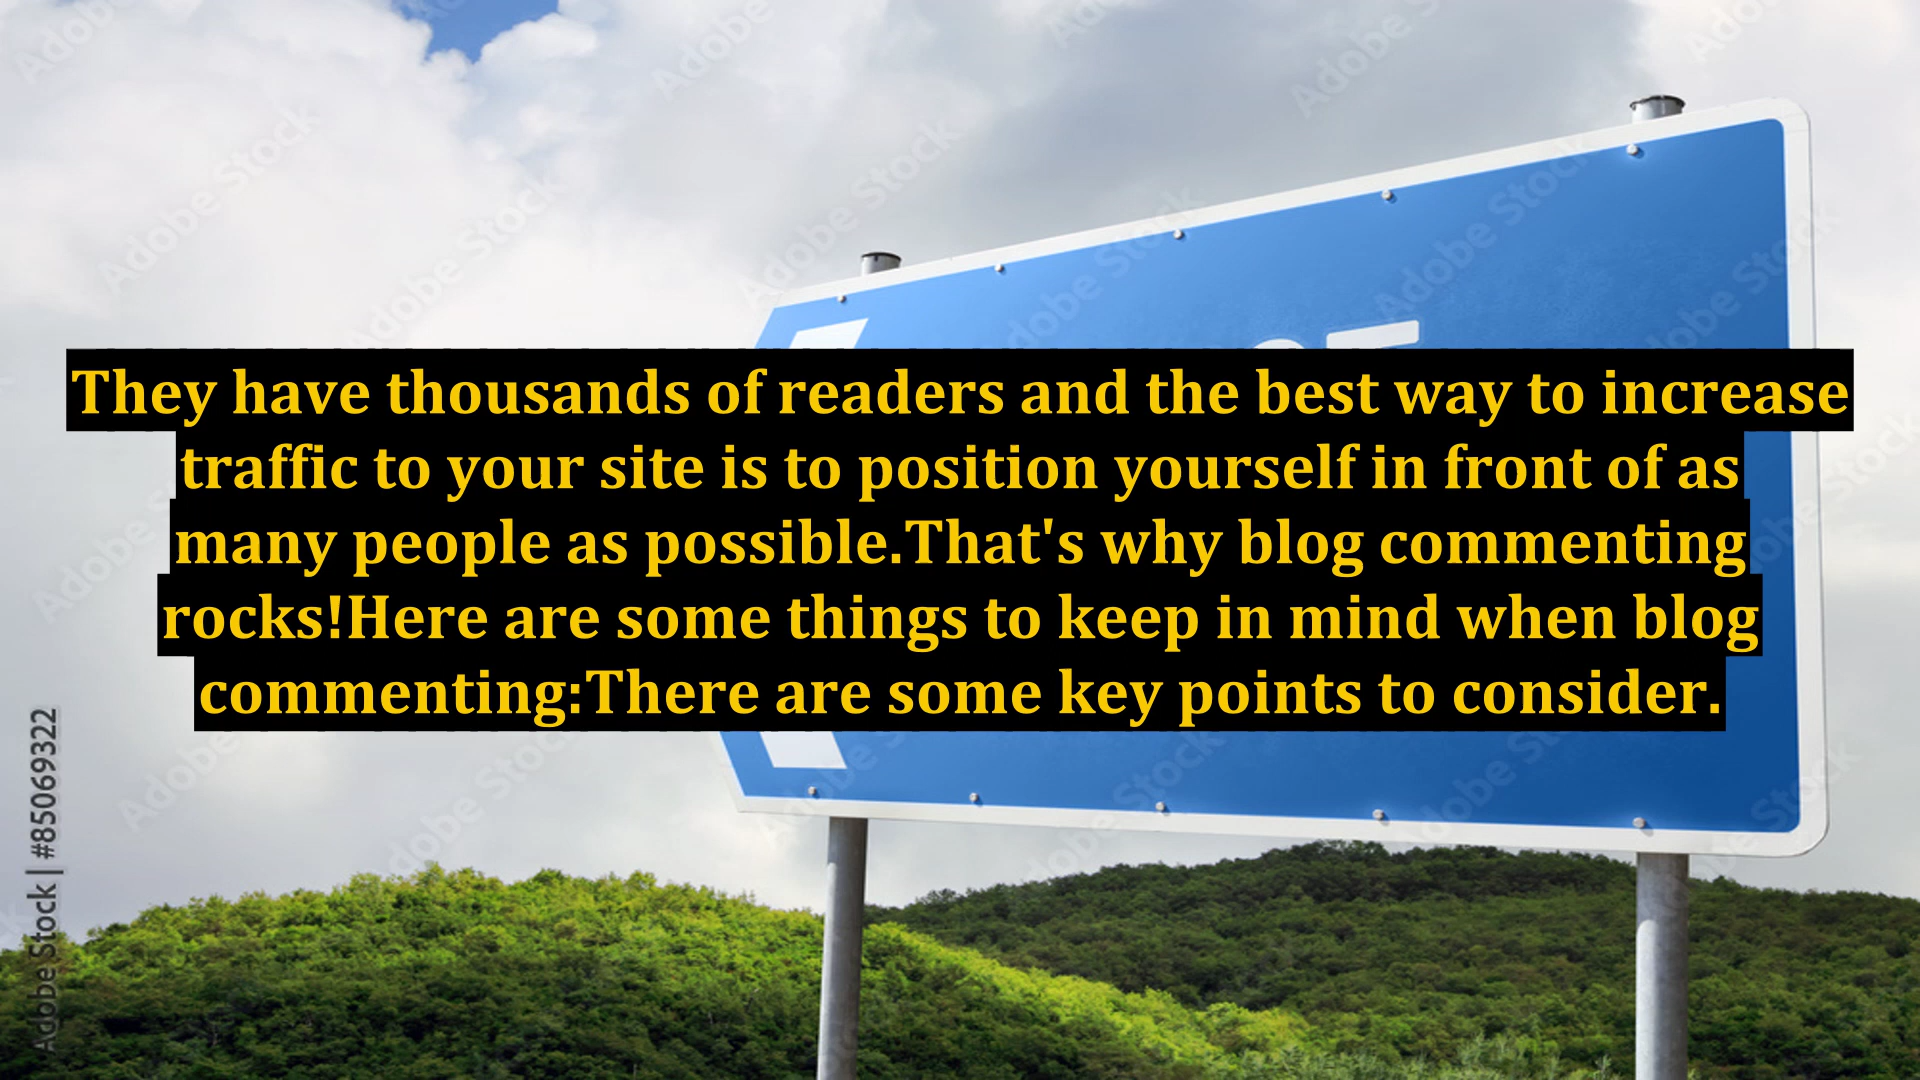 They have thousands of readers and the best way to increase
traffic to your site is to position yourself in front of as
many people as possible.That's why blog commenting
rocks!Here are some things to keep in mind when blog
commenting:There are some key points to consider.
Adobe Stock | #85069322